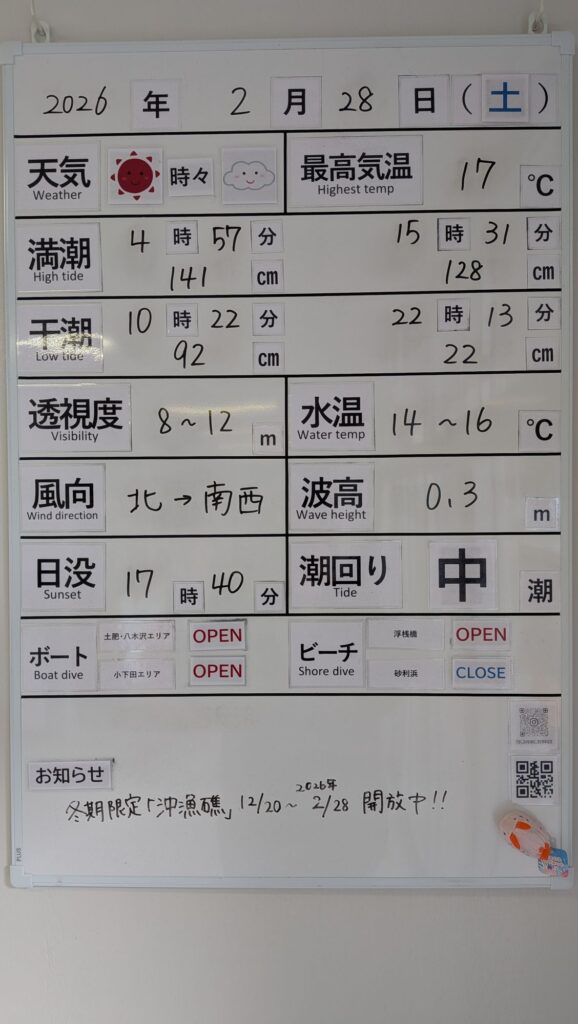 2026 年 2 月 28 日 (土)
天気 時々 最高気温 17 ℃
Weather Highest temp
満潮 4 時 57 分 15 時 31 分
High tide 141 cm 128 cm
干潮 10 時 22 分 22 時 13 分
Low tide 92 cm 22 cm
透視度 8~12 m 水温 14~16 ℃
Visibility Water temp
風向 北→南西 波高 0.3 m
Wind direction Wave height
日没 17 時 40 分 潮回り 中 潮
Sunset Tide
ボート 土肥・八木沢エリア OPEN ビーチ 浮桟橋 OPEN
Boat dive 小下田エリア OPEN Shore dive 砂利浜 CLOSE
お知らせ
冬期限定「沖漁礁」12/20~2026年2/28 開放中!!
PLUS